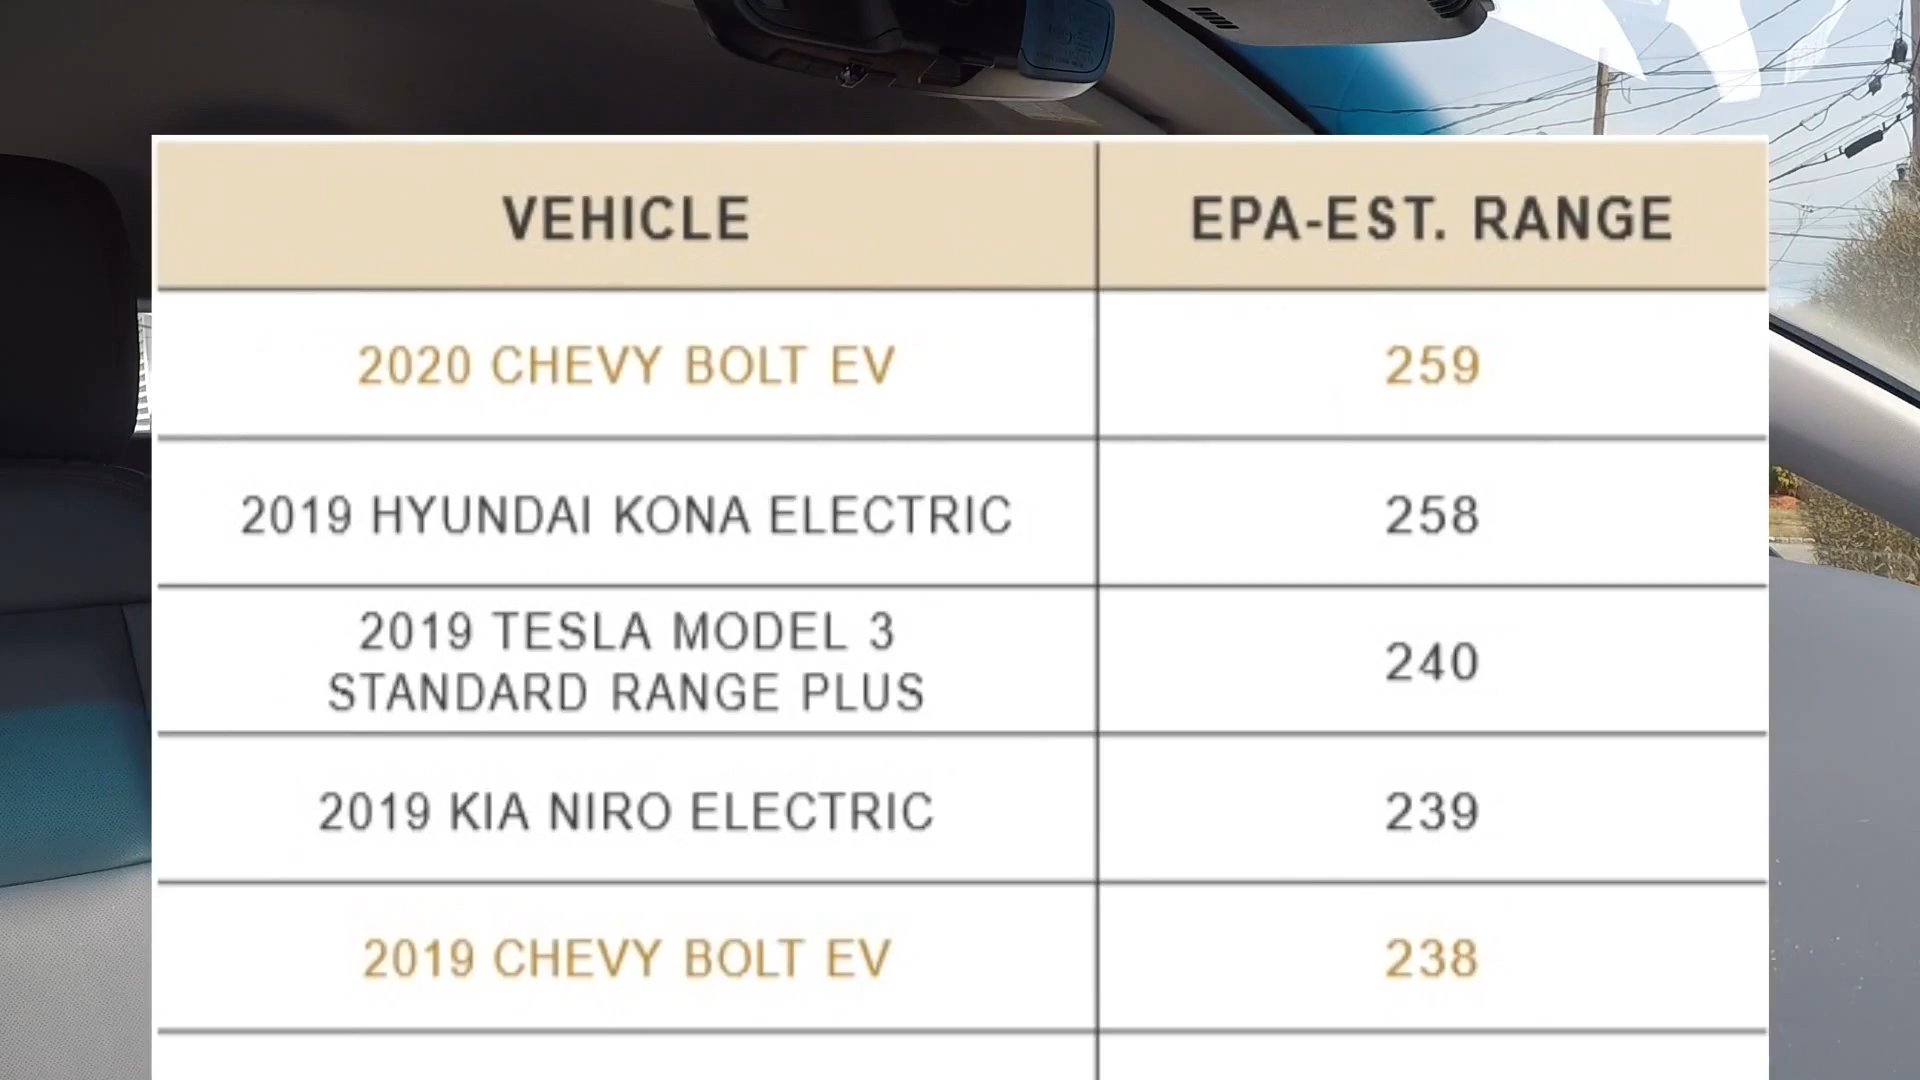 VEHICLE
EPA-EST. RANGE
2020 CHEVY BOLT EV
259
2019 HYUNDAI KONA ELECTRIC
258
2019 TESLA MODEL 3
STANDARD RANGE PLUS
240
2019 KIA NIRO ELECTRIC
239
2019 CHEVY BOLT EV
238